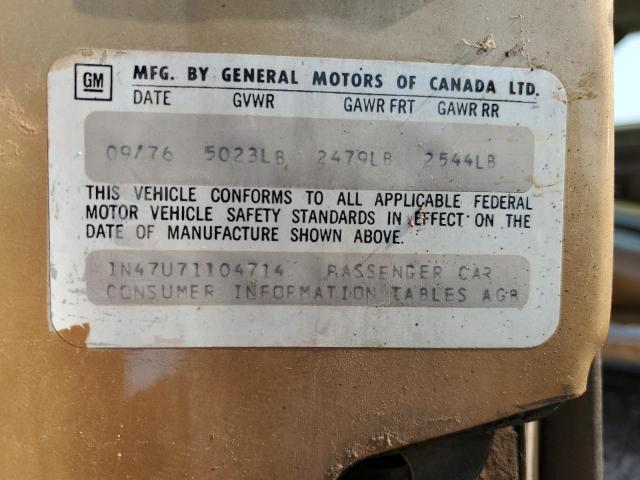 GM
MFG. BY GENERAL MOTORS OF CANADA LTD.
DATE GVWR GAWR FRT GAWR RR
09/76 5023LB 2479LB 2544LB
THIS VEHICLE CONFORMS TO ALL APPLICABLE FEDERAL
MOTOR VEHICLE SAFETY STANDARDS IN EFFECT ON THE
DATE OF MANUFACTURE SHOWN ABOVE.
1N47U71104714 PASSENGER CAR
CONSUMER INFORMATION TABLES AG8